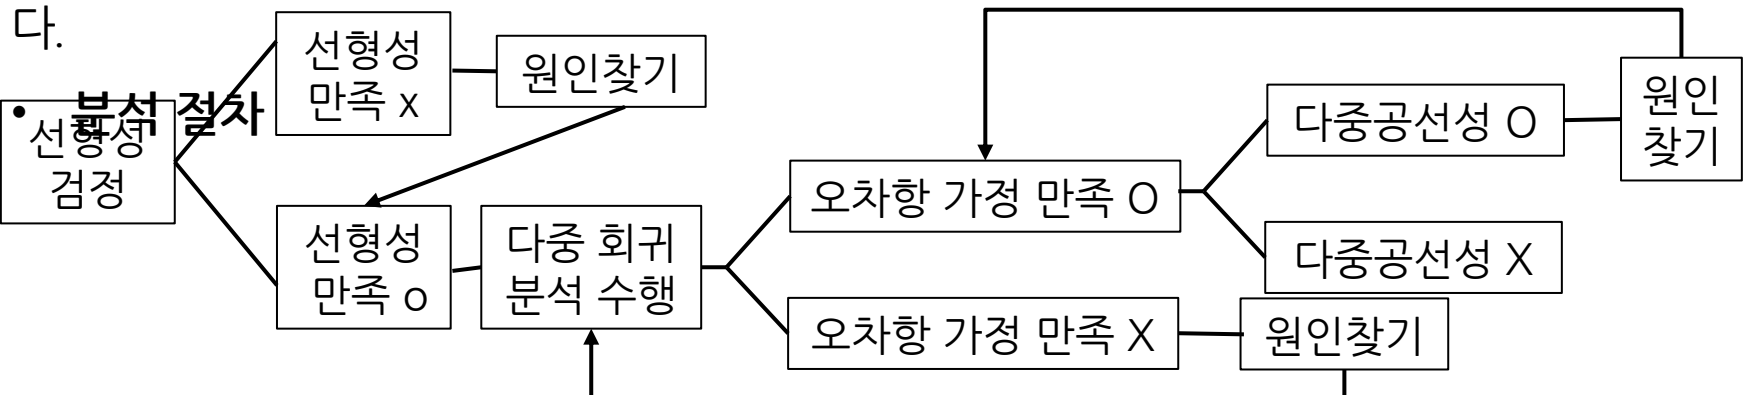 다.
• 분석 절차
선형성
검정
선형성
만족 x
원인찾기
선형성
만족 o
다중 회귀
분석 수행
오차항 가정 만족 O
오차항 가정 만족 X
원인찾기
다중공선성 O
다중공선성 X
원인
찾기